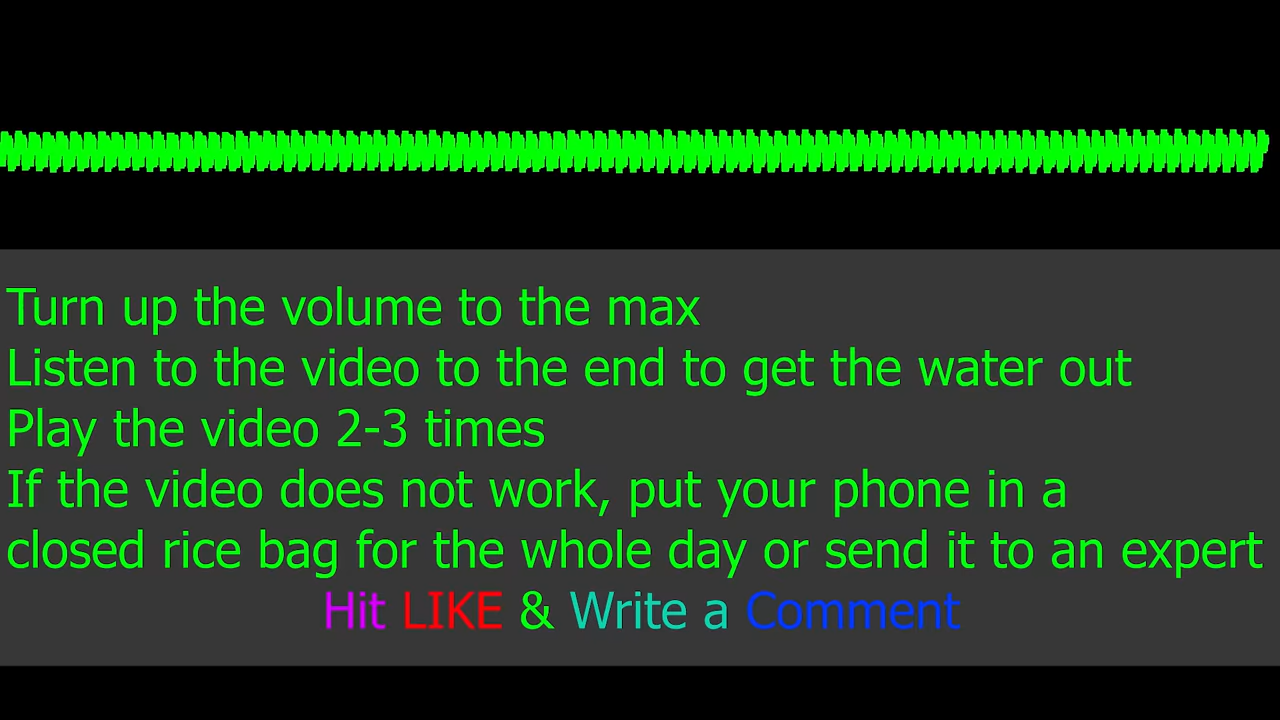 Turn up the volume to the max
Listen to the video to the end to get the water out
Play the video 2-3 times
If the video does not work, put your phone in a
closed rice bag for the whole day or send it to an expert
Hit LIKE & Write a Comment